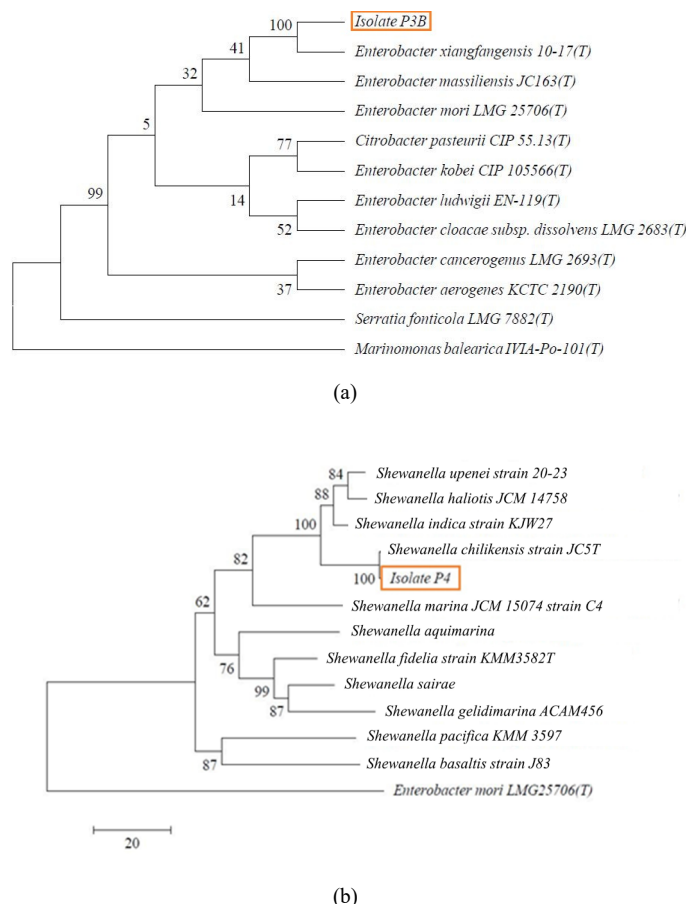 100
Isolate P3B
41
Enterobacter xiangfangensis 10-17(T)
32
Enterobacter massiliensis JC163(T)
5
Enterobacter mori LMG 25706(T)
77
Citrobacter pasteurii CIP 55.13(T)
99
Enterobacter kobei CIP 105566(T)
14
Enterobacter ludwigii EN-119(T)
52
Enterobacter cloacae subsp. dissolvens LMG 2683(T)
Enterobacter cancerogenus LMG 2693(T)
37
Enterobacter aerogenes KCTC 2190(T)
Serratia fonticola LMG 7882(T)
Marinomonas balearica IVIA-Po-101(T)
(a)
84
Shewanella upenei strain 20-23
88
Shewanella haliotis JCM 14758
100
Shewanella indica strain KJW27
Shewanella chilikensis strain JC5T
82
100
Isolate P4
62
Shewanella marina JCM 15074 strain C4
Shewanella aquimarina
76
Shewanella fidelia strain KMM3582T
99
Shewanella sairae
87
Shewanella gelidimarina ACAM456
Shewanella pacifica KMM 3597
87
Shewanella basaltis strain J83
Enterobacter mori LMG25706(T)
20
(b)